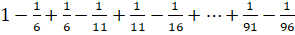 1 − 1/6 + 1/6 − 1/11 + 1/11 − 1/16 + ⋯ + 1/91 − 1/96